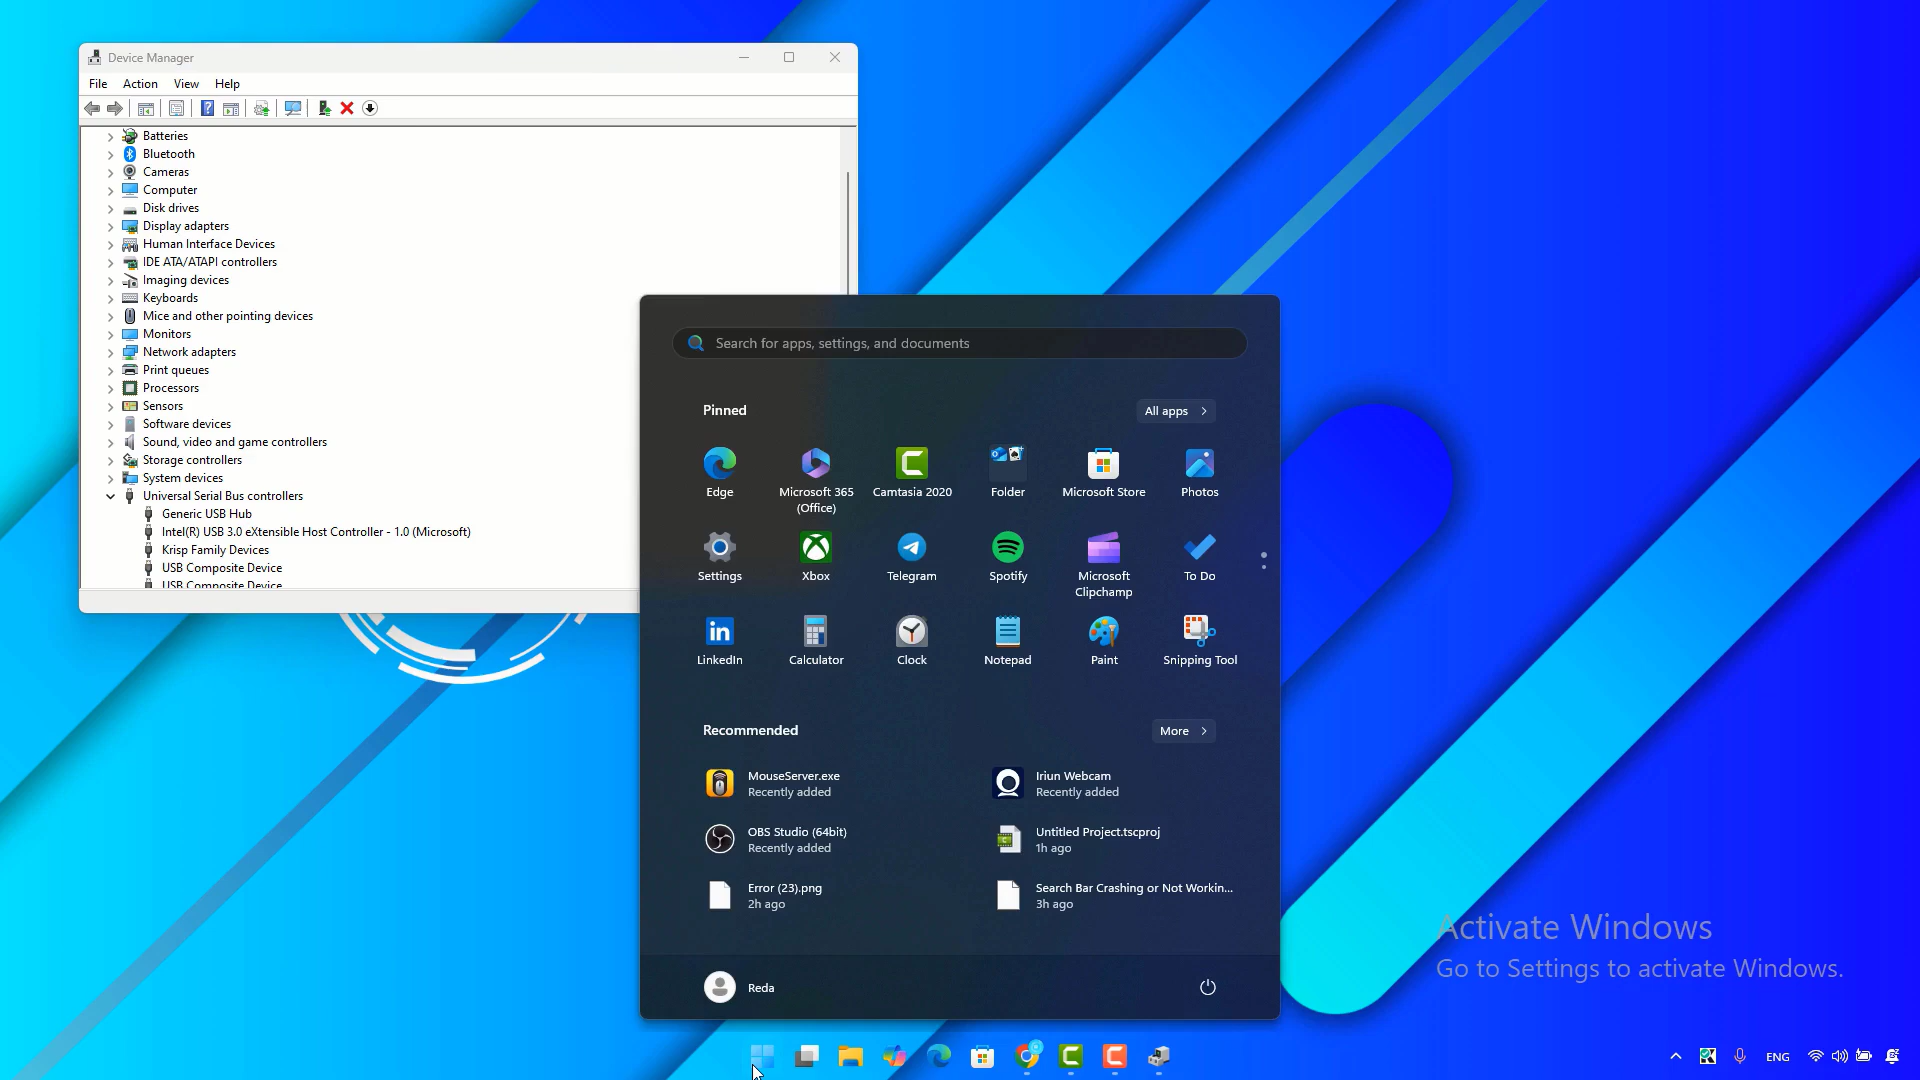 Device Manager
File Action View Help
Batteries
Bluetooth
Cameras
Computer
Disk drives
Display adapters
Human Interface Devices
IDE ATA/ATAPI controllers
Imaging devices
Keyboards
Mice and other pointing devices
Monitors
Network adapters
Print queues
Processors
Sensors
Software devices
Sound, video and game controllers
Storage controllers
System devices
Universal Serial Bus controllers
Generic USB Hub
Intel(R) USB 3.0 eXtensible Host Controller - 1.0 (Microsoft)
Krisp Family Devices
USB Composite Device
USB Composite Device
Search for apps, settings, and documents
Pinned
All apps
Edge
Microsoft 365
(Office)
Camtasia 2020
Folder
Microsoft Store
Photos
Settings
Xbox
Telegram
Spotify
Microsoft
Clipchamp
To Do
LinkedIn
Calculator
Clock
Notepad
Paint
Snipping Tool
Recommended
More
MouseServer.exe
Recently added
Iriun Webcam
Recently added
OBS Studio (64bit)
Recently added
Untitled Project.tscproj
1h ago
Error (23).png
2h ago
Search Bar Crashing or Not Workin...
3h ago
Reda
Activate Windows
Go to Settings to activate Windows.
ENG